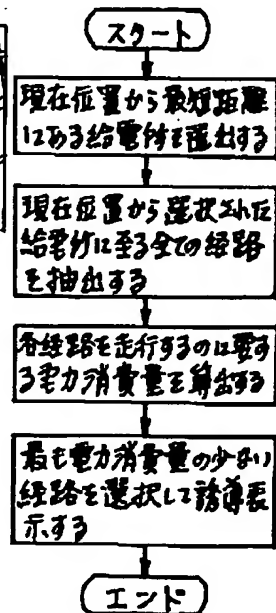 スタート
現在位置から最短距離
にある給電所を選出する
現在位置から選択された
給電所に至る全ての経路
を抽出する
各経路を走行するのに要す
る電力消費量を算出する
最も電力消費量の少ない
経路を選択して誘導表
示する
エンド